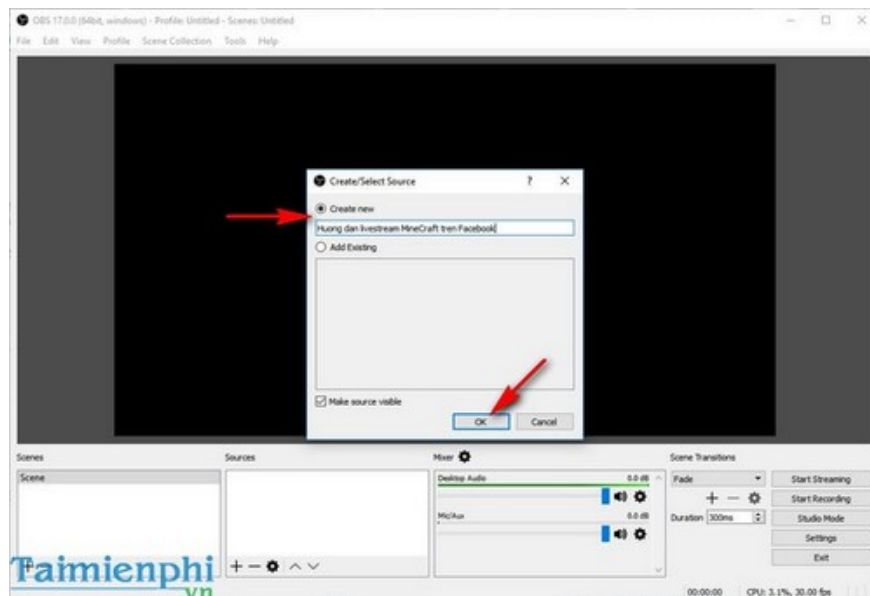 OBS 17.0.0 (64bit, windows) - Profile: Untitled - Scenes: Untitled
File Edit View Profile Scene Collection Tools Help
Create/Select Source ?
Create new
Huong dan livestream MineCraft tren Facebook
Add Existing
Make source visible
OK Cancel
Scenes Sources Mixer Scene Transitions
Scene
Desktop Audio 0.0 dB
Mic/Aux 0.0 dB
Fade
Duration 300ms
Start Streaming
Start Recording
Studio Mode
Settings
Exit
Taimienphi
.vn
00:00:00 CPU: 3.1%, 30.00 fps